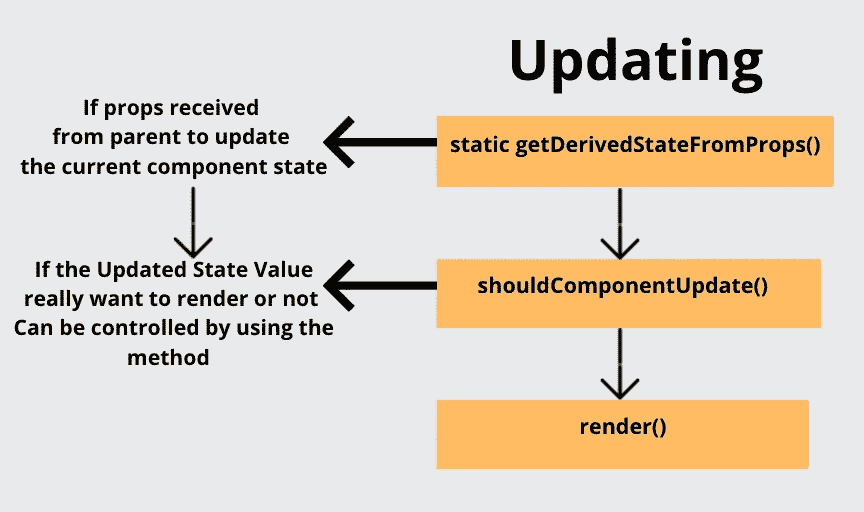 Updating
If props received
from parent to update
the current component state
static getDerivedStateFromProps()
If the Updated State Value
really want to render or not
Can be controlled by using the
method
shouldComponentUpdate()
render()